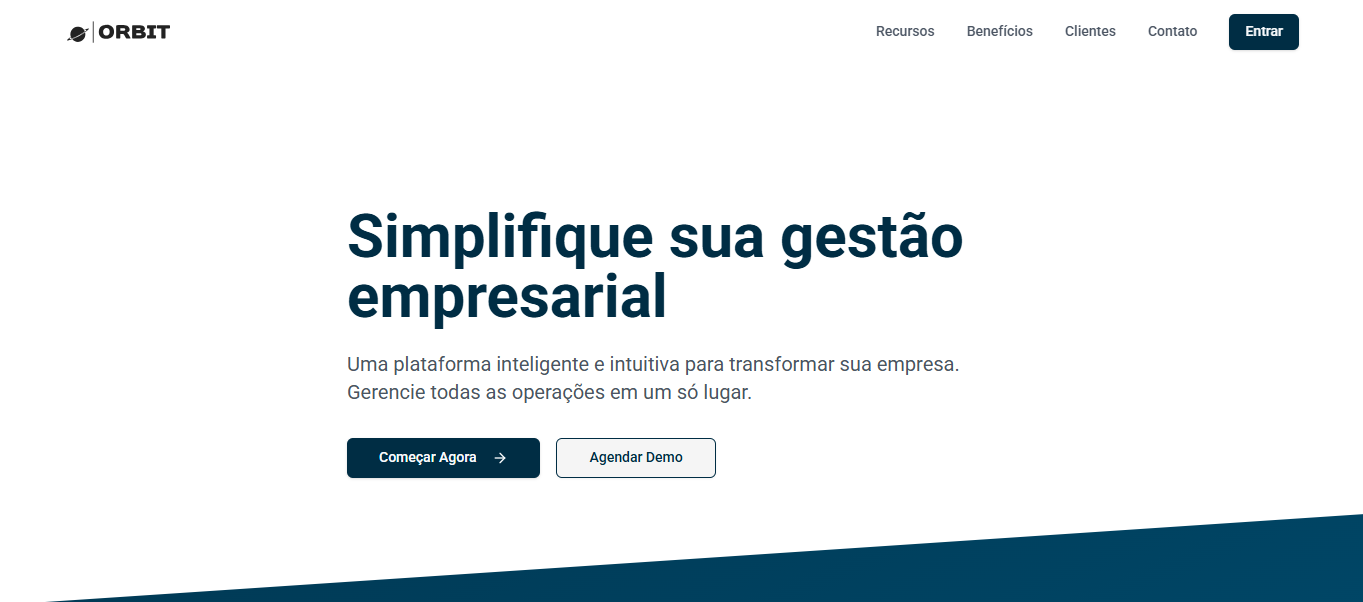 ORBIT
Recursos
Benefícios
Clientes
Contato
Entrar
Simplifique sua gestão
empresarial
Uma plataforma inteligente e intuitiva para transformar sua empresa.
Gerencie todas as operações em um só lugar.
Começar Agora
Agendar Demo